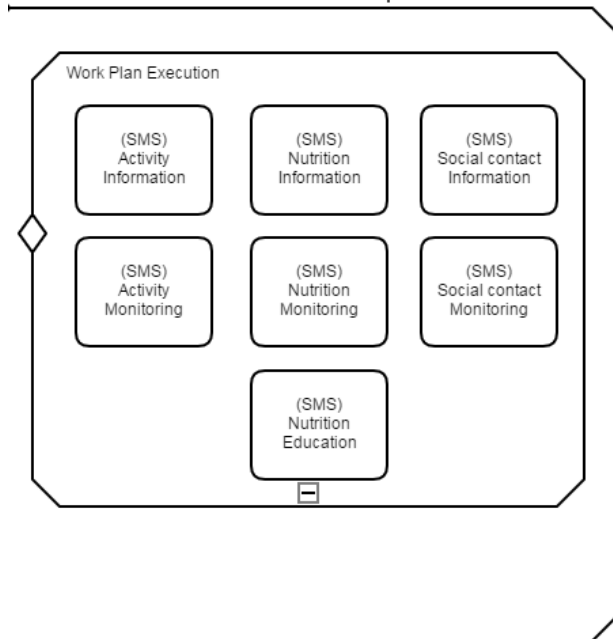 Work Plan Execution
(SMS)
Activity
Information
(SMS)
Nutrition
Information
(SMS)
Social contact
Information
(SMS)
Activity
Monitoring
(SMS)
Nutrition
Monitoring
(SMS)
Social contact
Monitoring
(SMS)
Nutrition
Education